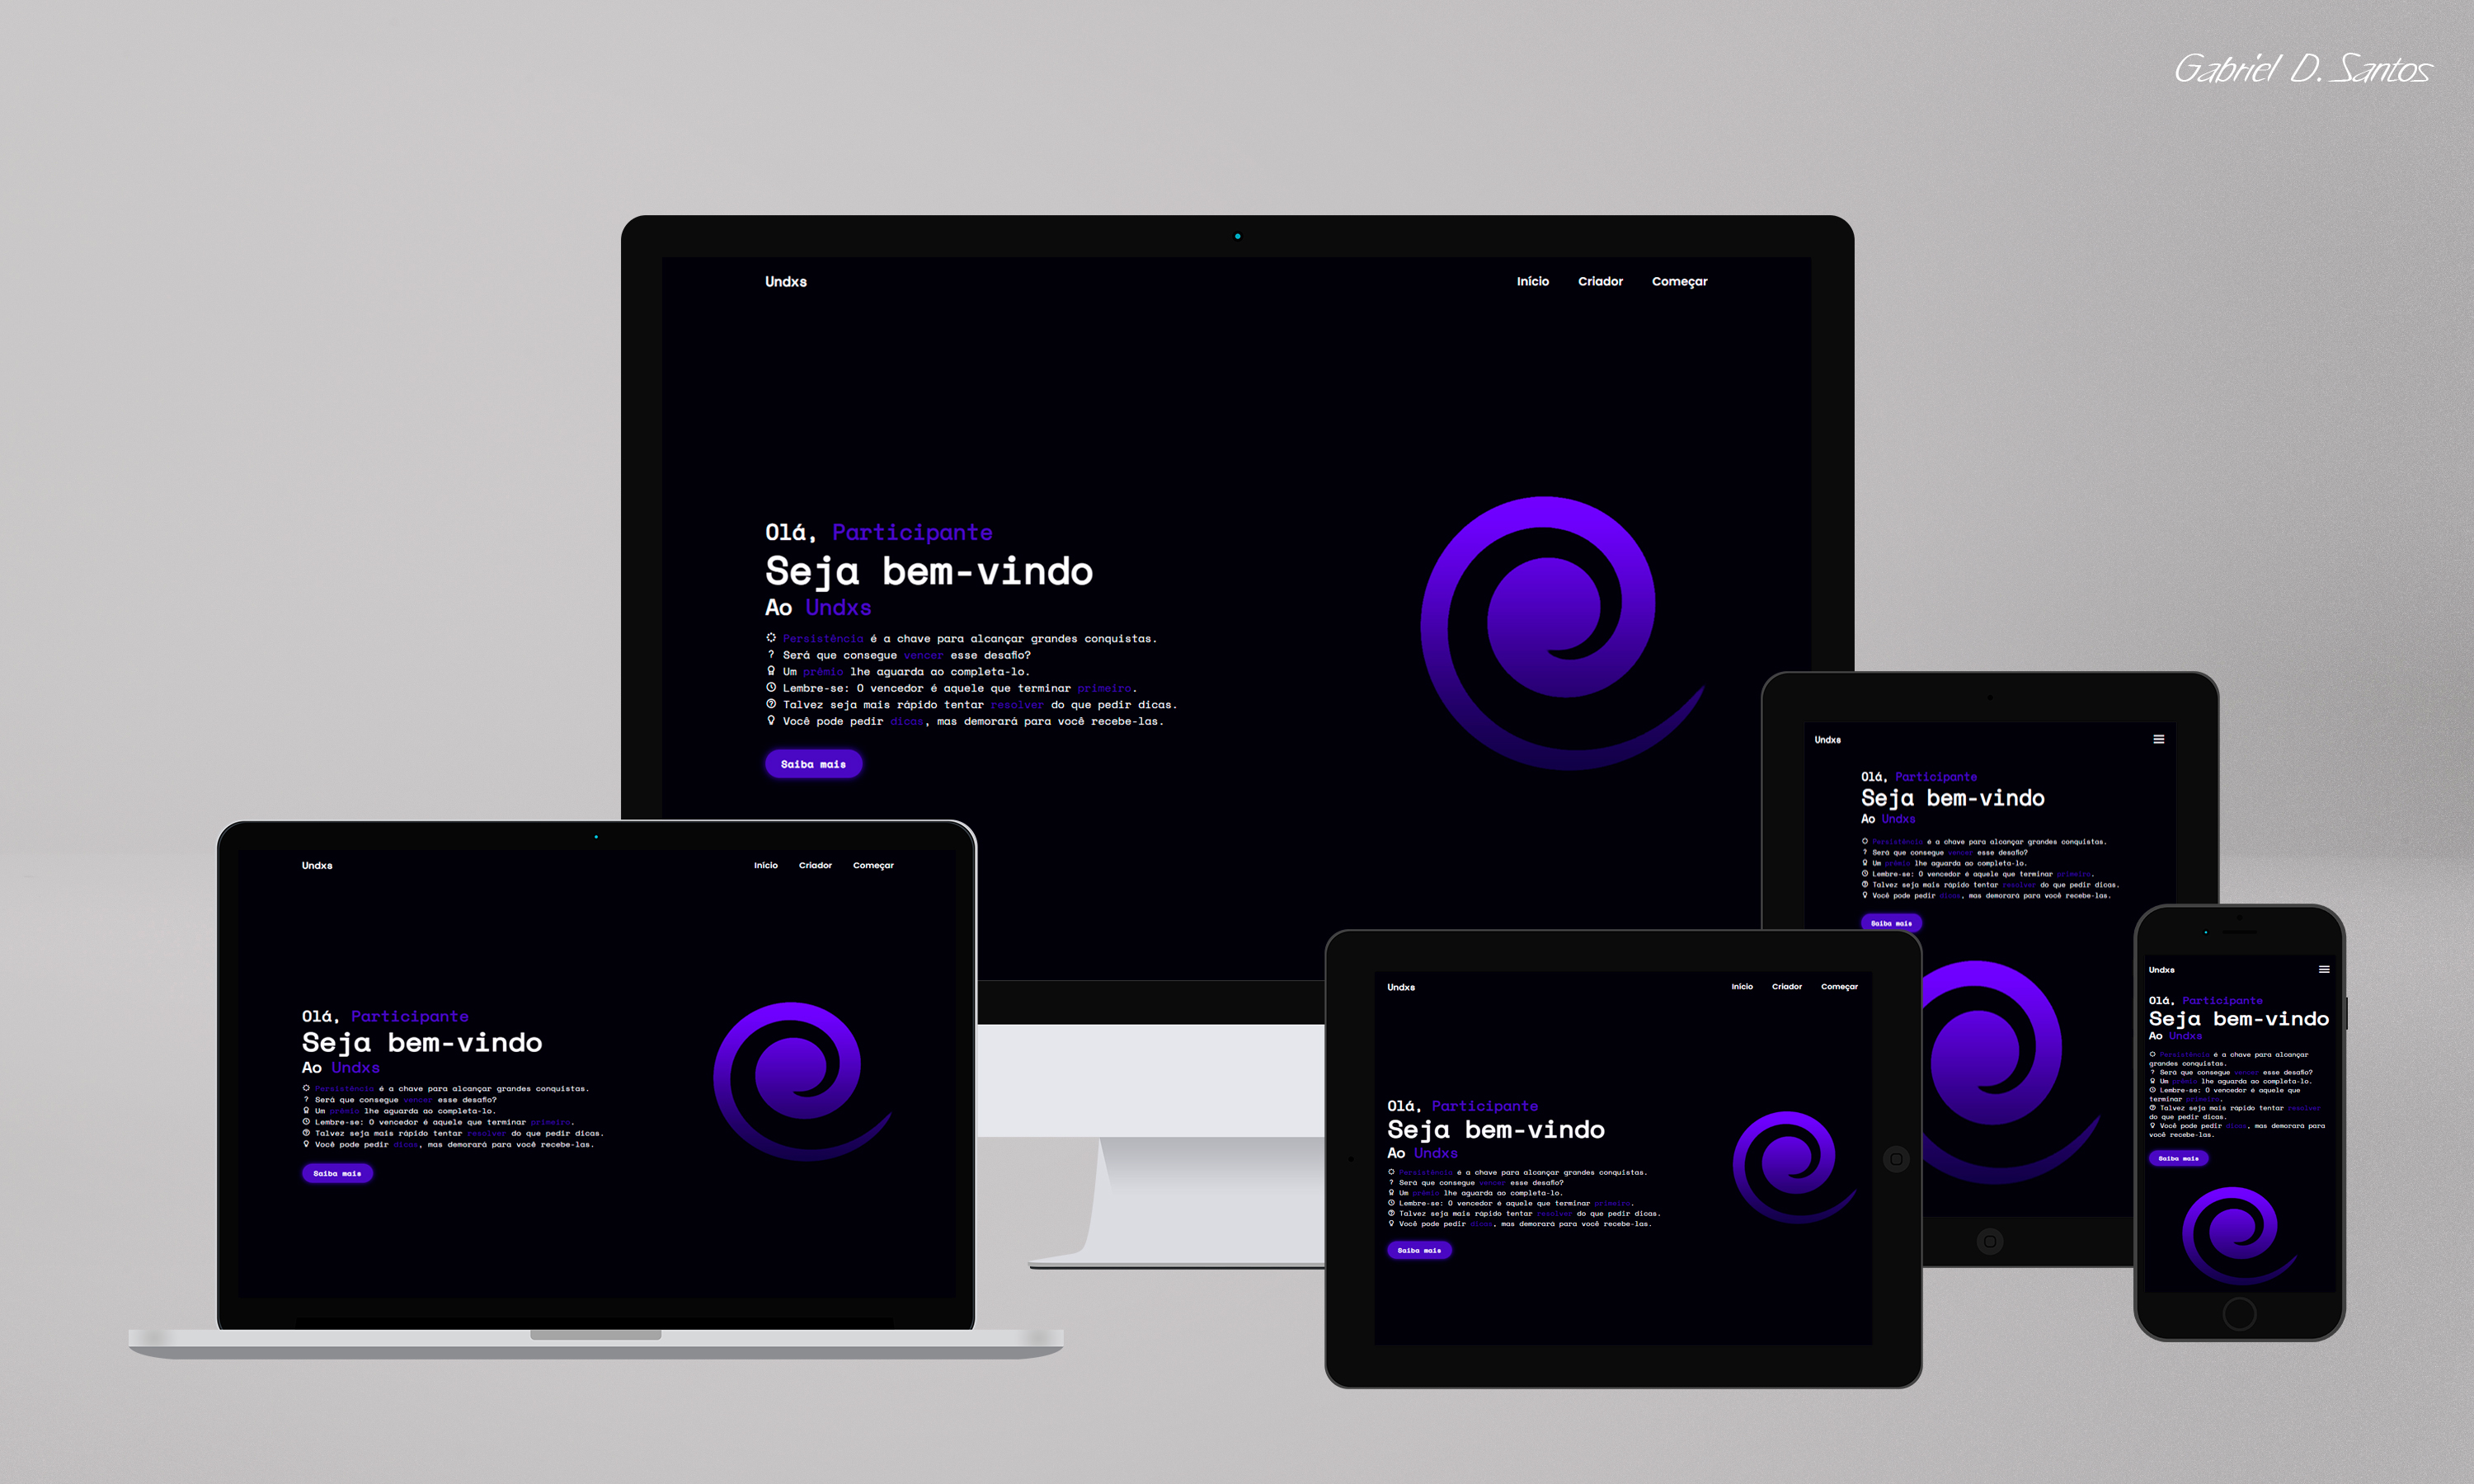 Gabriel D. Santos
Undxs
Início Criador Começar
Olá, Participante
Seja bem-vindo
Ao Undxs
Persistência é a chave para alcançar grandes conquistas.
? Será que consegue vencer esse desafio?
Um prêmio lhe aguarda ao completa-lo.
Lembre-se: O vencedor é aquele que terminar primeiro.
Talvez seja mais rápido tentar resolver do que pedir dicas.
Você pode pedir dicas, mas demorará para você recebe-las.
Saiba mais
Undxs
Início Criador Começar
Olá, Participante
Seja bem-vindo
Ao Undxs
Persistência é a chave para alcançar grandes conquistas.
? Será que consegue vencer esse desafio?
Um prêmio lhe aguarda ao completa-lo.
Lembre-se: O vencedor é aquele que terminar primeiro.
Talvez seja mais rápido tentar resolver do que pedir dicas.
Você pode pedir dicas, mas demorará para você recebe-las.
Saiba mais
Undxs
Início Criador Começar
Olá, Participante
Seja bem-vindo
Ao Undxs
Persistência é a chave para alcançar grandes conquistas.
? Será que consegue vencer esse desafio?
Um prêmio lhe aguarda ao completa-lo.
Lembre-se: O vencedor é aquele que terminar primeiro.
Talvez seja mais rápido tentar resolver do que pedir dicas.
Você pode pedir dicas, mas demorará para você recebe-las.
Saiba mais
Undxs
Olá, Participante
Seja bem-vindo
Ao Undxs
Persistência é a chave para alcançar grandes conquistas.
? Será que consegue vencer esse desafio?
Um prêmio lhe aguarda ao completa-lo.
Lembre-se: O vencedor é aquele que terminar primeiro.
Talvez seja mais rápido tentar resolver do que pedir dicas.
Você pode pedir dicas, mas demorará para você recebe-las.
Saiba mais
Undxs
Olá, Participante
Seja bem-vindo
Ao Undxs
Persistência é a chave para alcançar
grandes conquistas.
? Será que consegue vencer esse desafio?
Um prêmio lhe aguarda ao completa-lo.
Lembre-se: O vencedor é aquele que
terminar primeiro.
Talvez seja mais rápido tentar resolver
do que pedir dicas.
Você pode pedir dicas, mas demorará para
você recebe-las.
Saiba mais